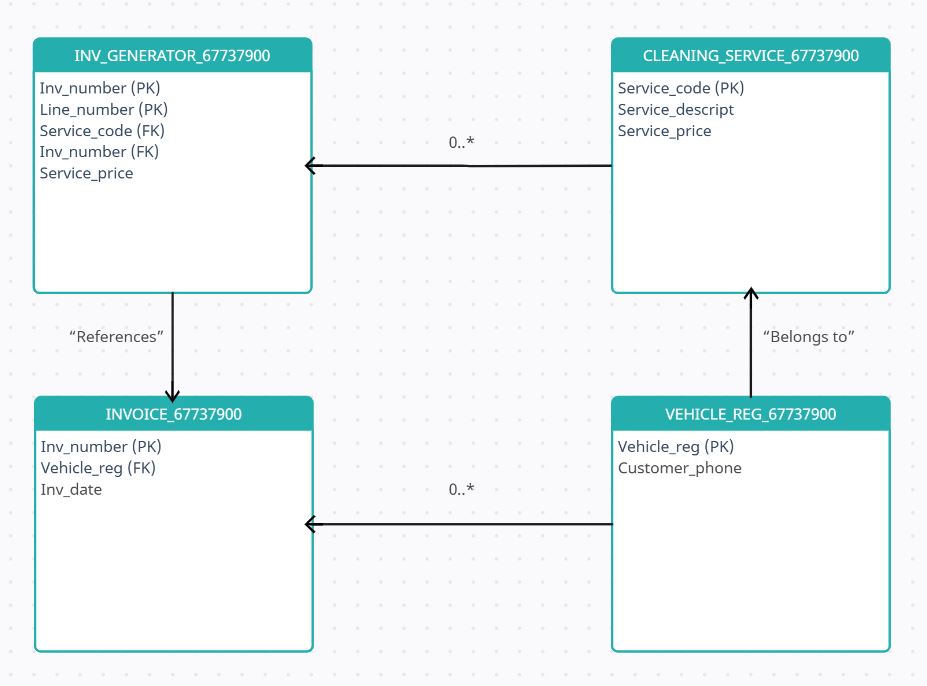 INV_GENERATOR_67737900
Inv_number (PK)
Line_number (PK)
Service_code (FK)
Inv_number (FK)
Service_price
0..*
CLEANING_SERVICE_67737900
Service_code (PK)
Service_descript
Service_price
“References”
“Belongs to”
INVOICE_67737900
Inv_number (PK)
Vehicle_reg (FK)
Inv_date
0..*
VEHICLE_REG_67737900
Vehicle_reg (PK)
Customer_phone